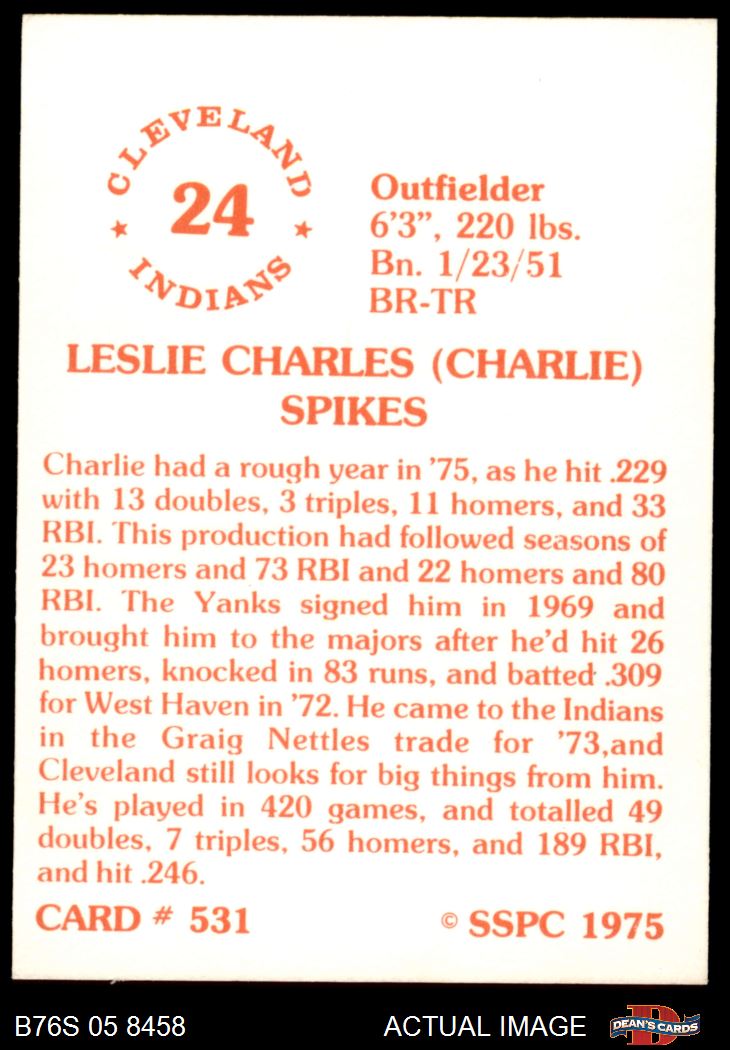 CLEVELAND
24
INDIANS
Outfielder
6'3”, 220 lbs.
Bn. 1/23/51
BR-TR
LESLIE CHARLES (CHARLIE)
SPIKES
Charlie had a rough year in '75, as he hit .229
with 13 doubles, 3 triples, 11 homers, and 33
RBI. This production had followed seasons of
23 homers and 73 RBI and 22 homers and 80
RBI. The Yanks signed him in 1969 and
brought him to the majors after he'd hit 26
homers, knocked in 83 runs, and batted .309
for West Haven in '72. He came to the Indians
in the Graig Nettles trade for '73,and
Cleveland still looks for big things from him.
He's played in 420 games, and totalled 49
doubles, 7 triples, 56 homers, and 189 RBI,
and hit .246.
CARD # 531
© SSPC 1975
B76S 05 8458
ACTUAL IMAGE
D
DEAN'S CARDS